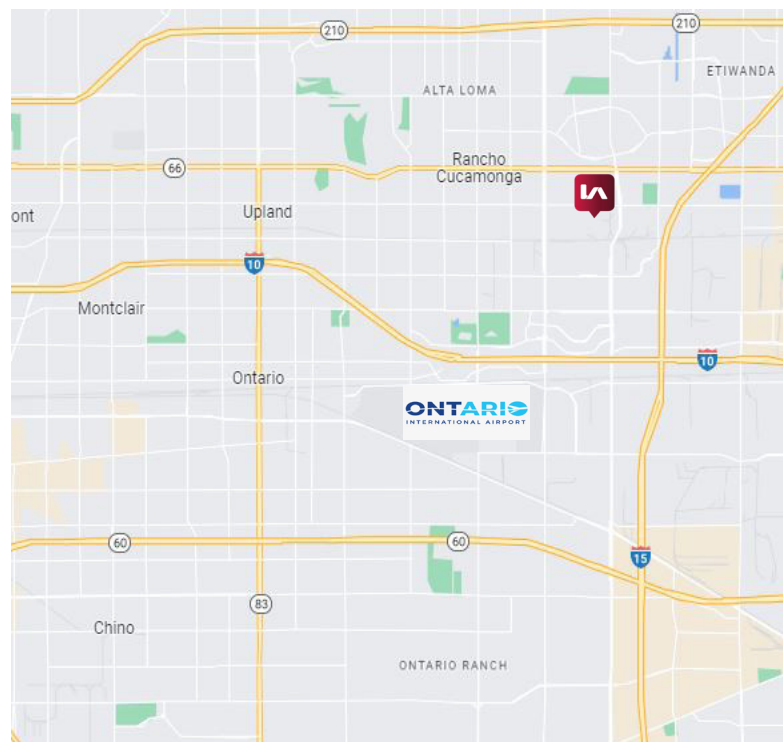 210
210
ETIWANDA
ALTA LOMA
66
Rancho
Cucamonga
ont
Upland
10
Montclair
10
Ontario
ONTARIO
INTERNATIONAL AIRPORT
60
60
15
83
Chino
ONTARIO RANCH